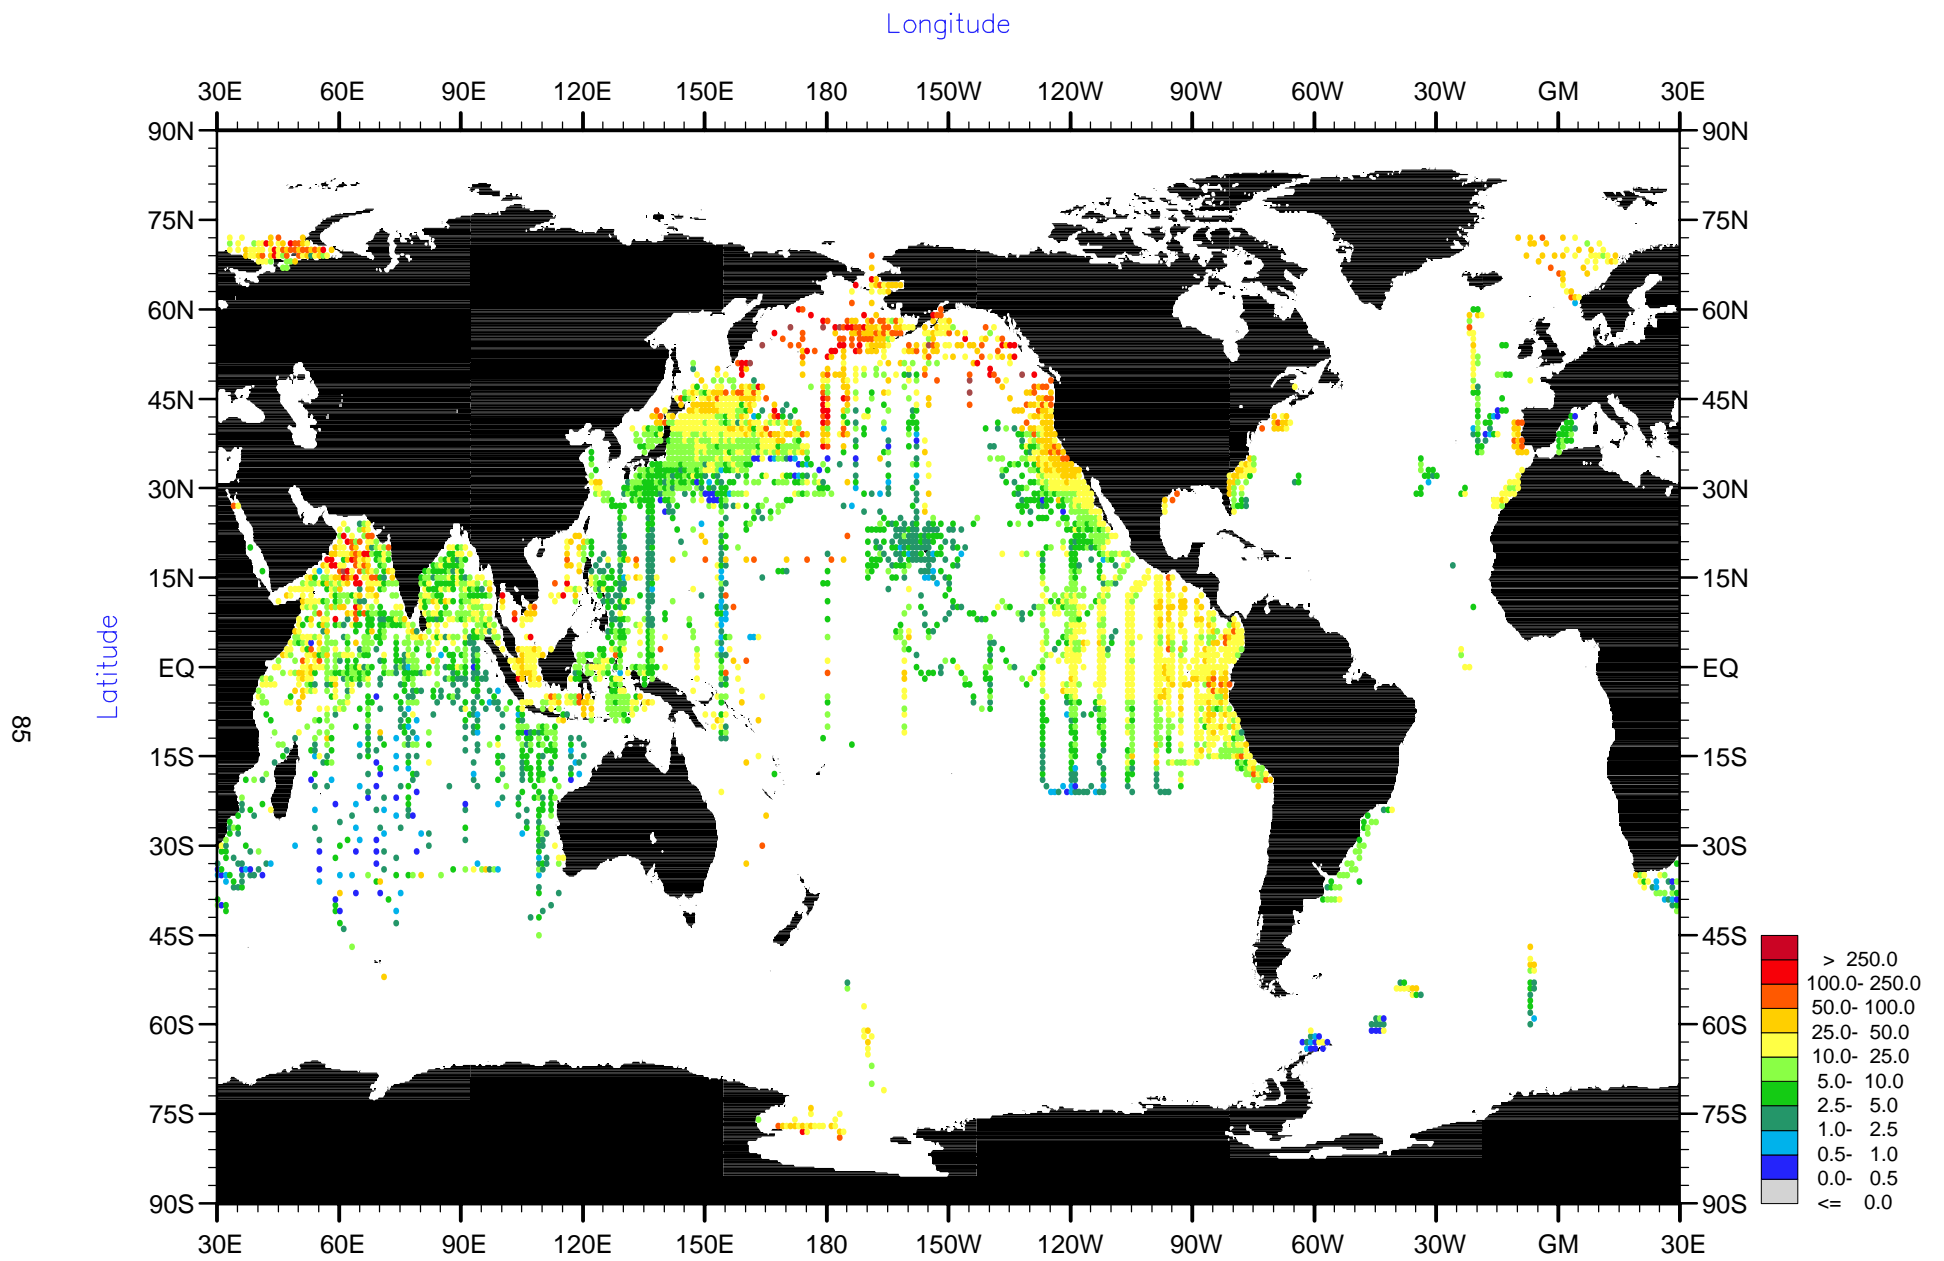 Longitude
30E 60E 90E 120E 150E 180 150W 120W 90W 60W 30W GM 30E
90N 90N
75N 75N
60N 60N
45N 45N
30N 30N
15N 15N
EQ EQ
15S 15S
30S 30S
45S 45S
60S 60S
75S 75S
90S 90S
Latitude
85
> 250.0
100.0- 250.0
50.0- 100.0
25.0- 50.0
10.0- 25.0
5.0- 10.0
2.5- 5.0
1.0- 2.5
0.5- 1.0
0.0- 0.5
<= 0.0
30E 60E 90E 120E 150E 180 150W 120W 90W 60W 30W GM 30E